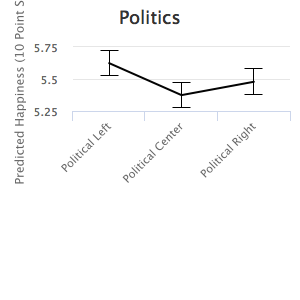 Politics
Predicted Happiness (10 Point S
5.75
5.5
5.25
Political Left
Political Center
Political Right